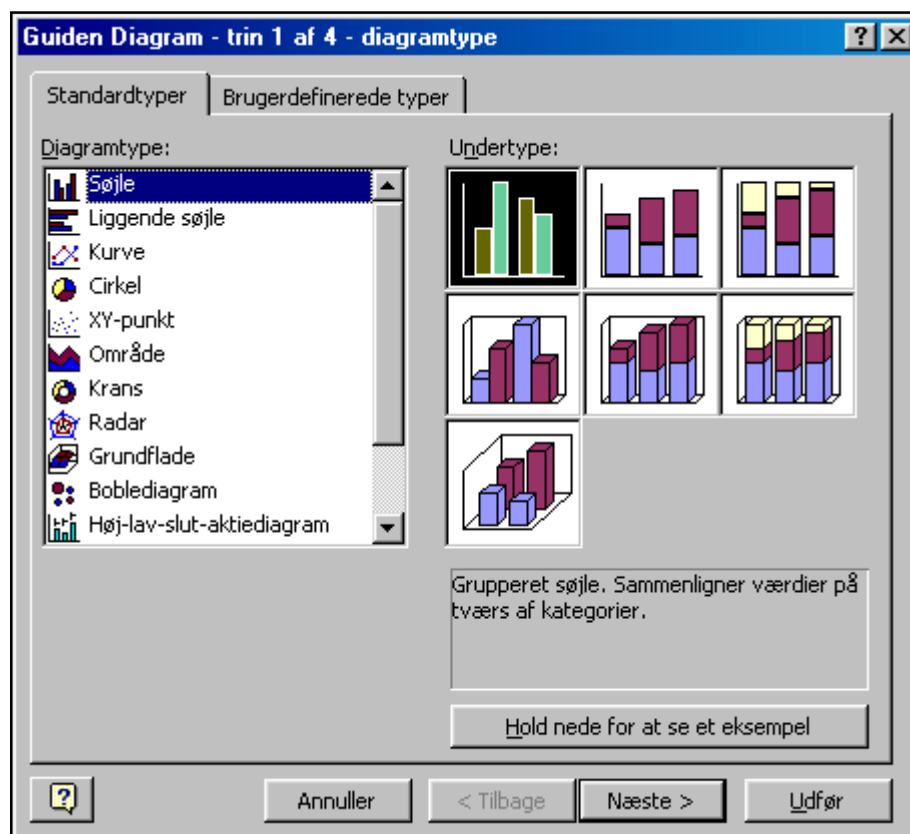 Guiden Diagram - trin 1 af 4 - diagramtype
Standardtyper
Brugerdefinerede typer
Diagramtype:
Søjle
Liggende søjle
Kurve
Cirkel
XY-punkt
Område
Krans
Radar
Grundflade
Boblediagram
Høj-lav-slut-aktiediagram
Undertype:
Grupperet søjle. Sammenligner værdier på
tværs af kategorier.
Hold nede for at se et eksempel
Annuller
< Tilbage
Næste >
Udfør